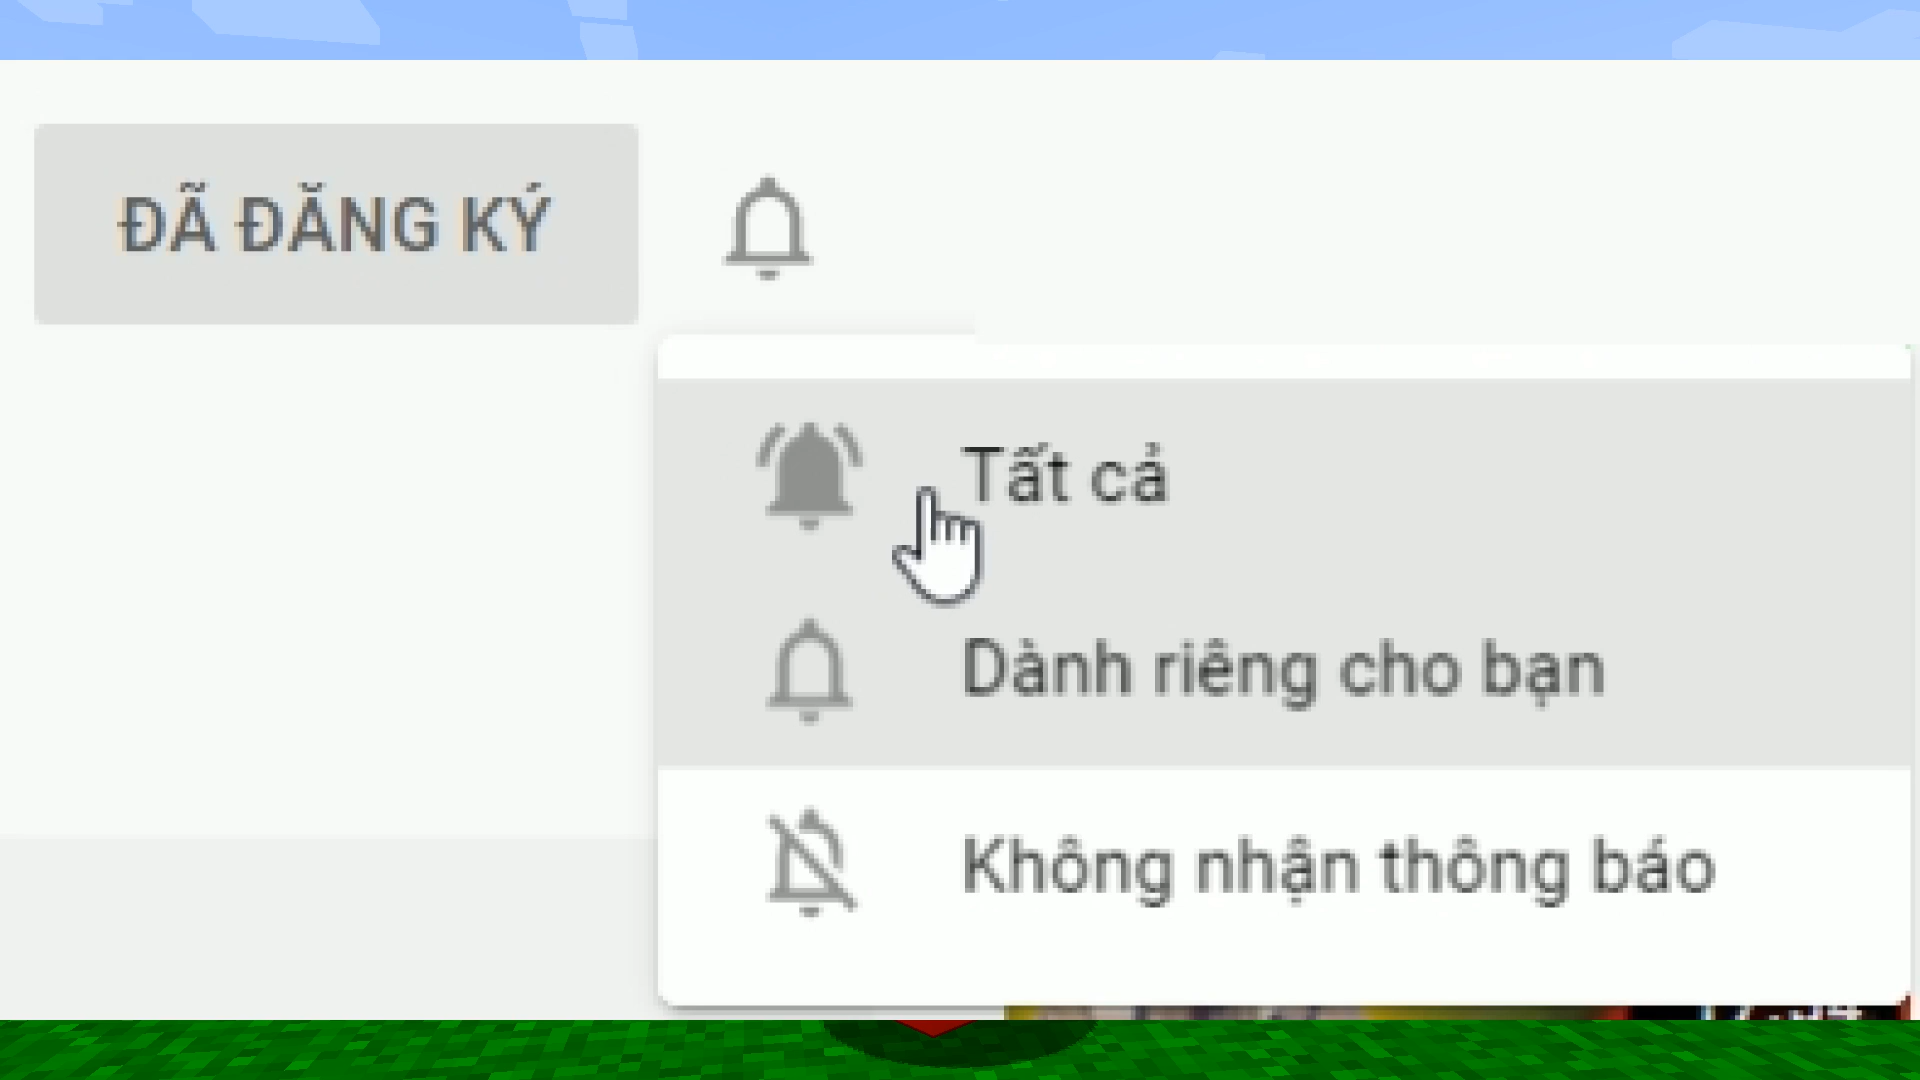 ĐÃ ĐĂNG KÝ
Tất cả
Dành riêng cho bạn
Không nhận thông báo